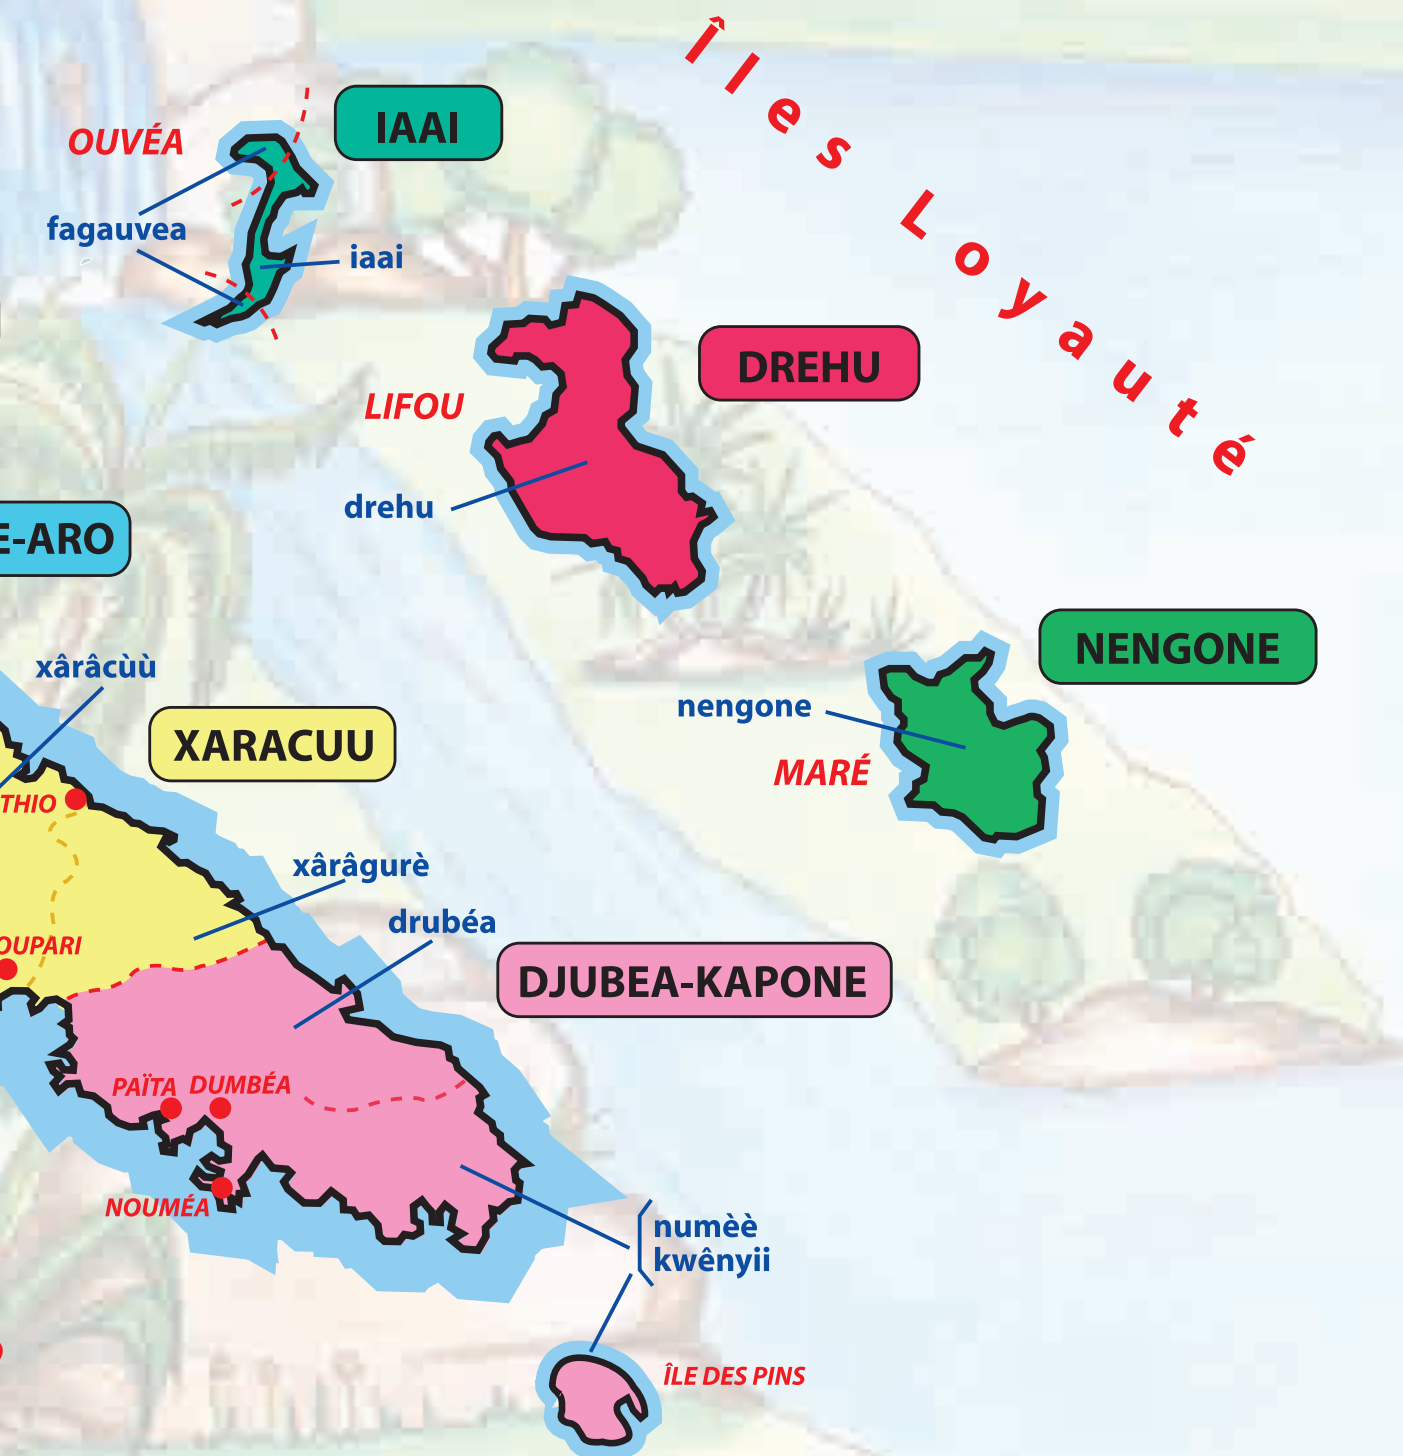 Îles Loyauté
IAAI
OUVÉA
fagauvea
iaai
DREHU
LIFOU
drehu
E-ARO
NENGONE
xârâcùù
nengone
XARACUU
MARÉ
THIO
xârâgurè
drubéa
OUPARI
DJUBEA-KAPONE
PAÏTA
DUMBÉA
NOUMÉA
numèè
kwênyii
ÎLE DES PINS